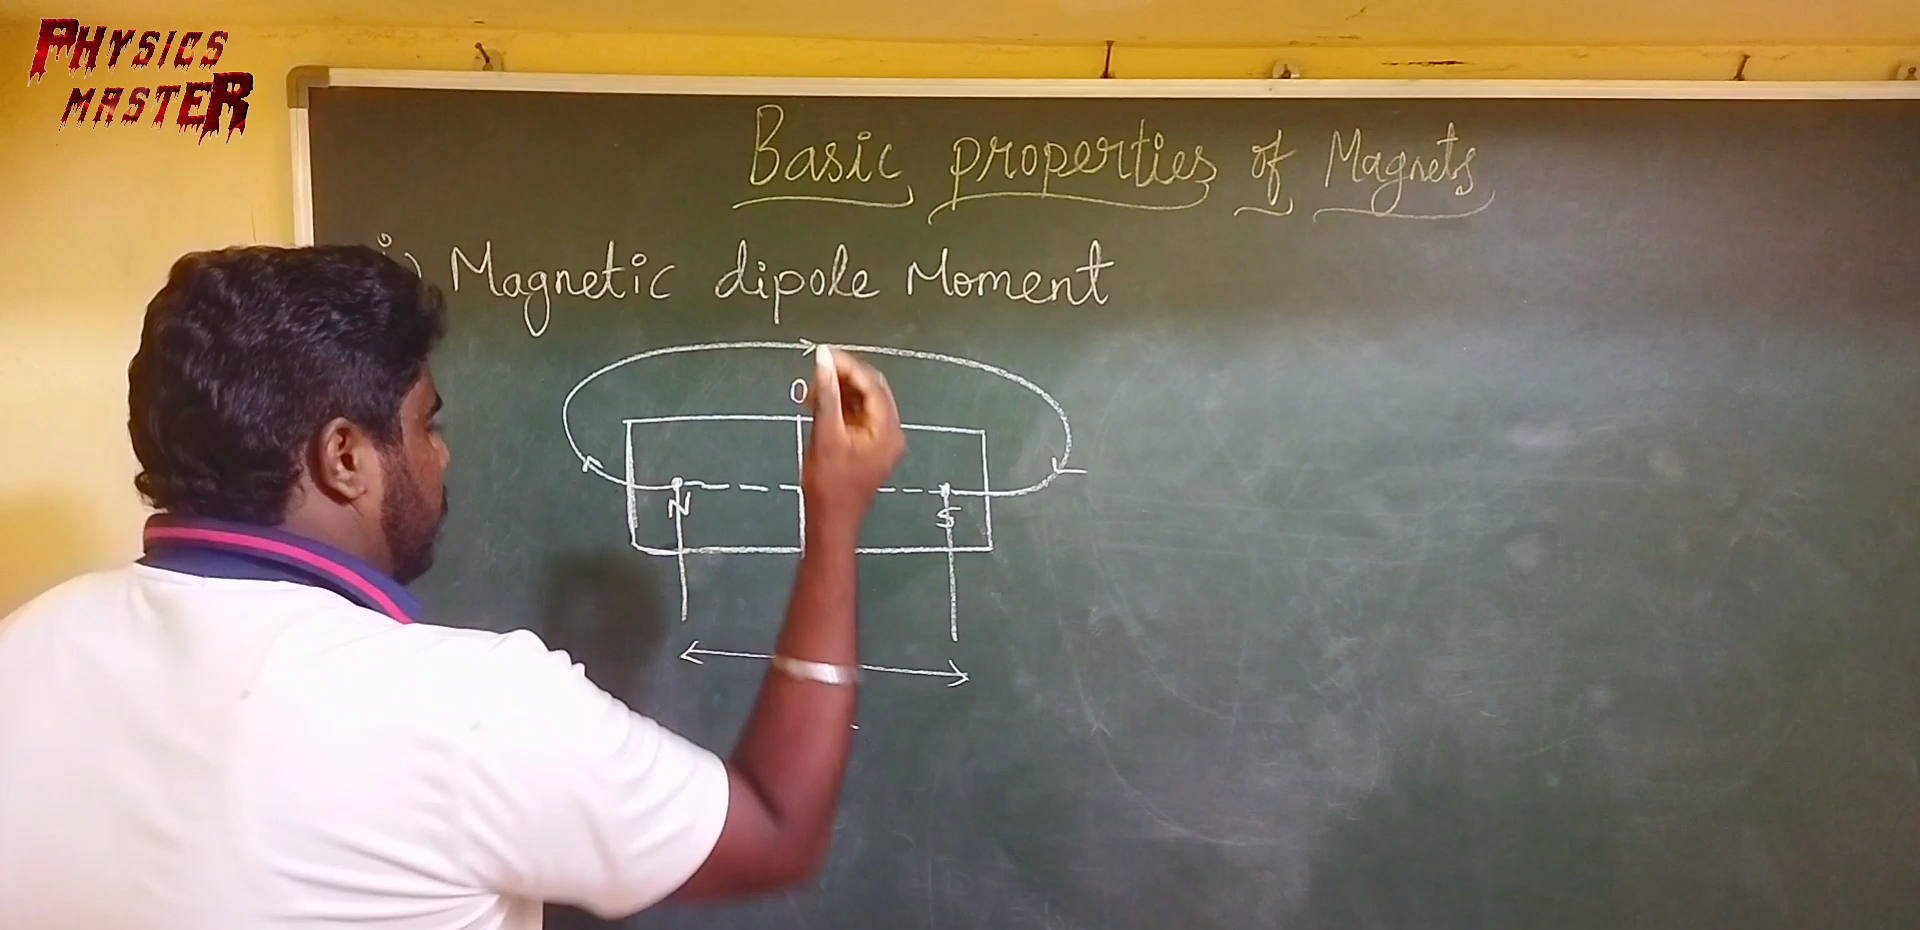 PHYSICS
MASTER
Basic properties of Magnets
i) Magnetic dipole Moment
O
N
S